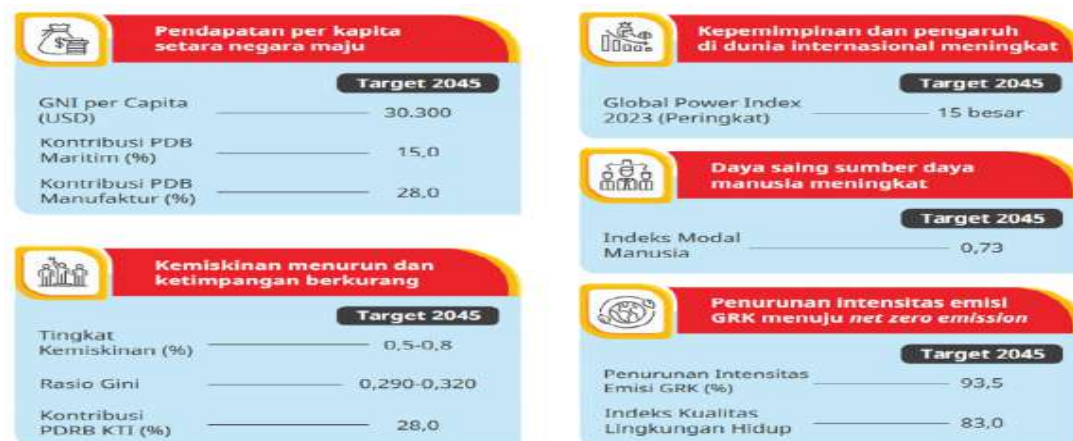 Pendapatan per kapita
setara negara maju
Target 2045
GNI per Capita
(USD) 30.300
Kontribusi PDB
Maritim (%) 15,0
Kontribusi PDB
Manufaktur (%) 28,0
Kemiskinan menurun dan
ketimpangan berkurang
Target 2045
Tingkat
Kemiskinan (%) 0,5-0,8
Rasio Gini 0,290-0,320
Kontribusi
PDRB KTI (%) 28,0
Kepemimpinan dan pengaruh
di dunia internasional meningkat
Target 2045
Global Power Index
2023 (Peringkat) 15 besar
Daya saing sumber daya
manusia meningkat
Target 2045
Indeks Modal
Manusia 0,73
Penurunan intensitas emisi
GRK menuju net zero emission
Target 2045
Penurunan Intensitas
Emisi GRK (%) 93,5
Indeks Kualitas
Lingkungan Hidup 83,0